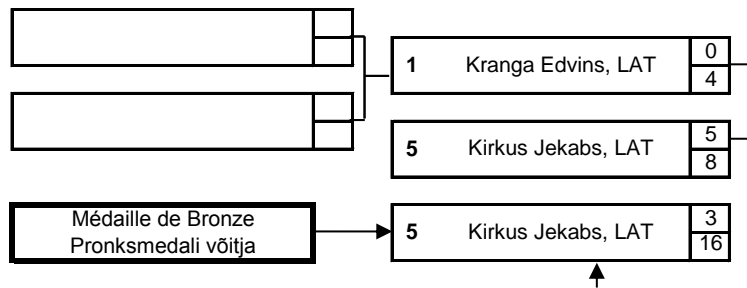 1 Kranga Edvins, LAT 0
4
5 Kirkus Jekabs, LAT 5
8
Médaille de Bronze
Pronksmedali võitja
5 Kirkus Jekabs, LAT 3
16